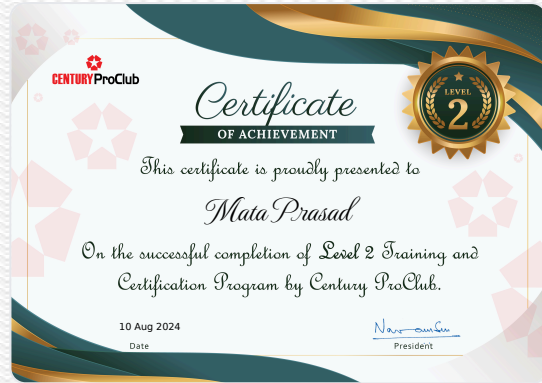 CENTURY ProClub
Certificate
OF ACHIEVEMENT
LEVEL
2
This certificate is proudly presented to
Mata Prasad
On the successful completion of Level 2 Training and
Certification Program by Century ProClub.
10 Aug 2024
Date
President